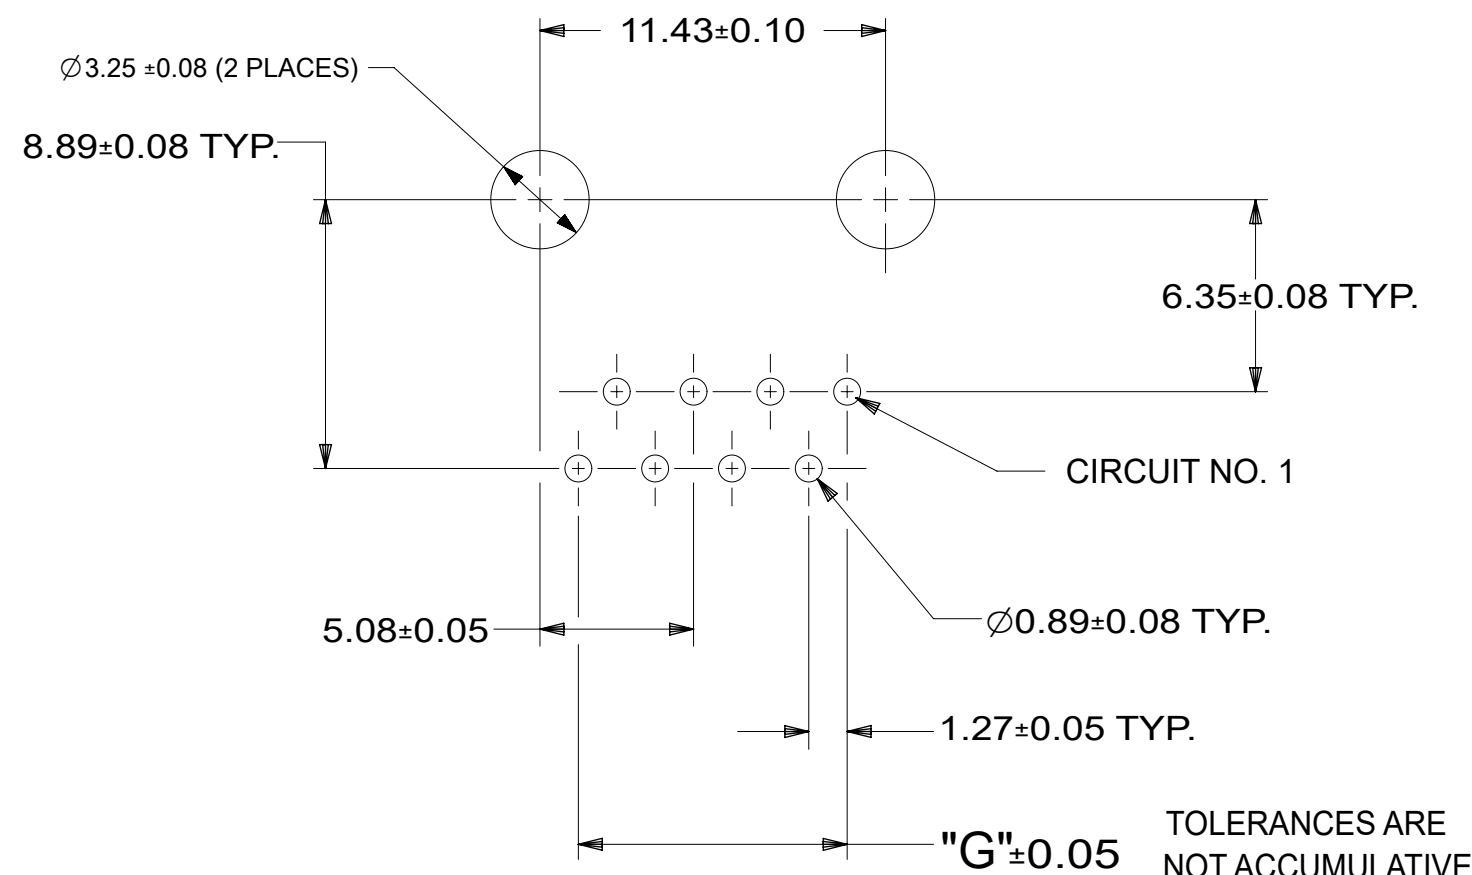 11.43±0.10
∅3.25 ±0.08 (2 PLACES)
8.89±0.08 TYP.
6.35±0.08 TYP.
CIRCUIT NO. 1
5.08±0.05
∅0.89±0.08 TYP.
1.27±0.05 TYP.
"G"±0.05
TOLERANCES ARE
NOT ACCUMULATIVE